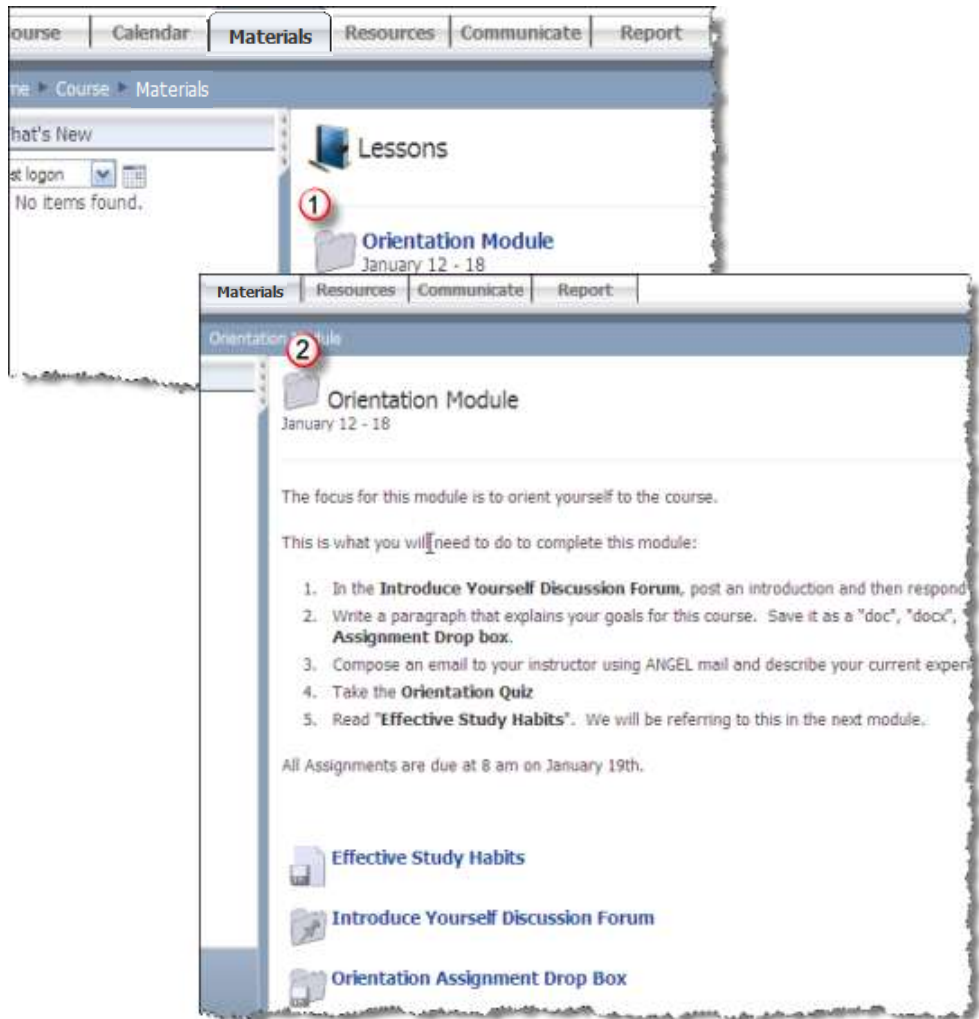 ourse Calendar Materials Resources Communicate Report
me Course Materials
hat's New
st logon
No items found.
Lessons
1
Orientation Module
January 12 - 18
Materials Resources Communicate Report
Orientation Module
2
Orientation Module
January 12 - 18
The focus for this module is to orient yourself to the course.
This is what you will need to do to complete this module:
1. In the Introduce Yourself Discussion Forum, post an introduction and then respond
2. Write a paragraph that explains your goals for this course. Save it as a "doc", "docx",
Assignment Drop box.
3. Compose an email to your instructor using ANGEL mail and describe your current exper
4. Take the Orientation Quiz
5. Read "Effective Study Habits". We will be referring to this in the next module.
All Assignments are due at 8 am on January 19th.
Effective Study Habits
Introduce Yourself Discussion Forum
Orientation Assignment Drop Box